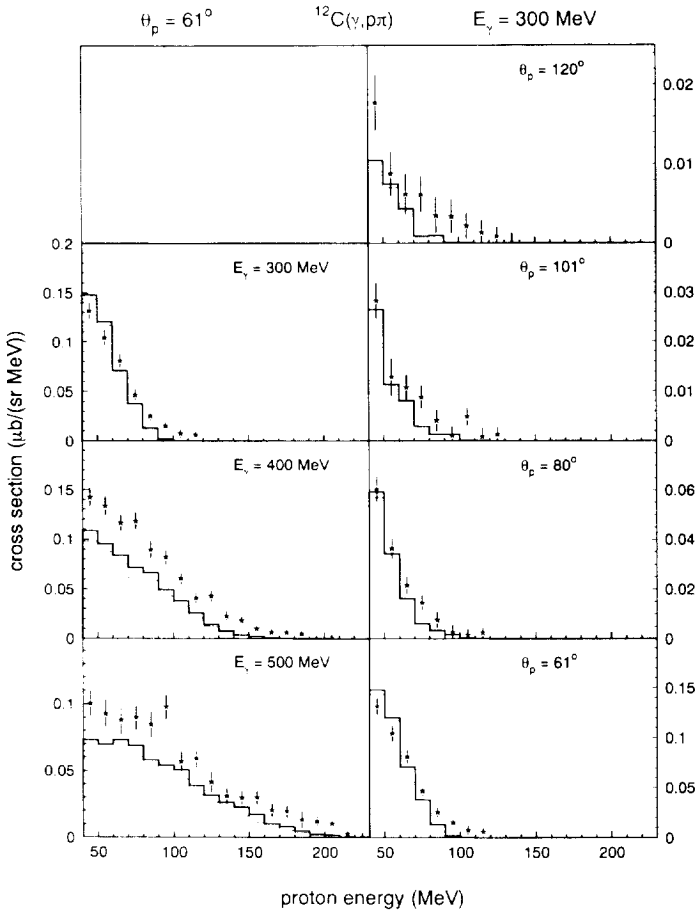 θp = 61° ¹²C(γ,pπ) Eγ = 300 MeV
θp = 120°
0.02
0.01
0
0.2
Eγ = 300 MeV
θp = 101°
0.15
0.1
0.05
0
0.03
0.02
0.01
0
Eγ = 400 MeV
θp = 80°
0.15
0.1
0.05
0
0.06
0.04
0.02
0
Eγ = 500 MeV
θp = 61°
0.1
0.05
0
0.15
0.1
0.05
0
50 100 150 200 50 100 150 200
cross section (μb/(sr MeV))
proton energy (MeV)